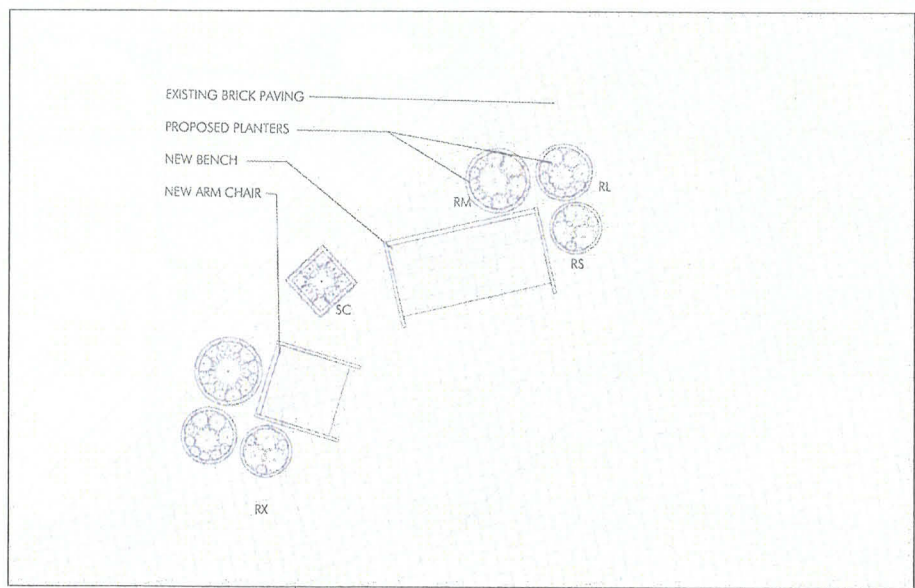 EXISTING BRICK PAVING
PROPOSED PLANTERS
NEW BENCH
NEW ARM CHAIR
RM
RL
RS
SC
RX